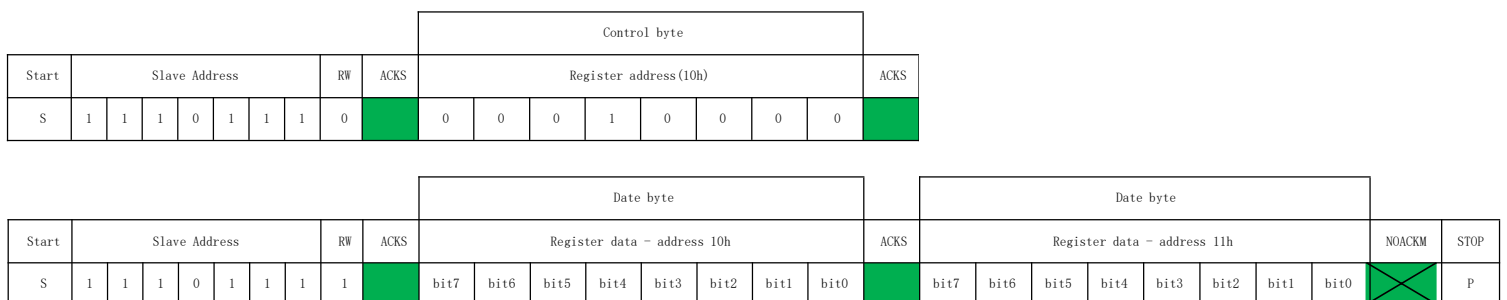 Control byte
Start Slave Address RW ACKS Register address(10h) ACKS
S 1 1 1 0 1 1 1 0 0 0 0 1 0 0 0 0
Date byte Date byte
Start Slave Address RW ACKS Register data - address 10h ACKS Register data - address 11h NOACKM STOP
S 1 1 1 0 1 1 1 1 bit7 bit6 bit5 bit4 bit3 bit2 bit1 bit0 bit7 bit6 bit5 bit4 bit3 bit2 bit1 bit0 P